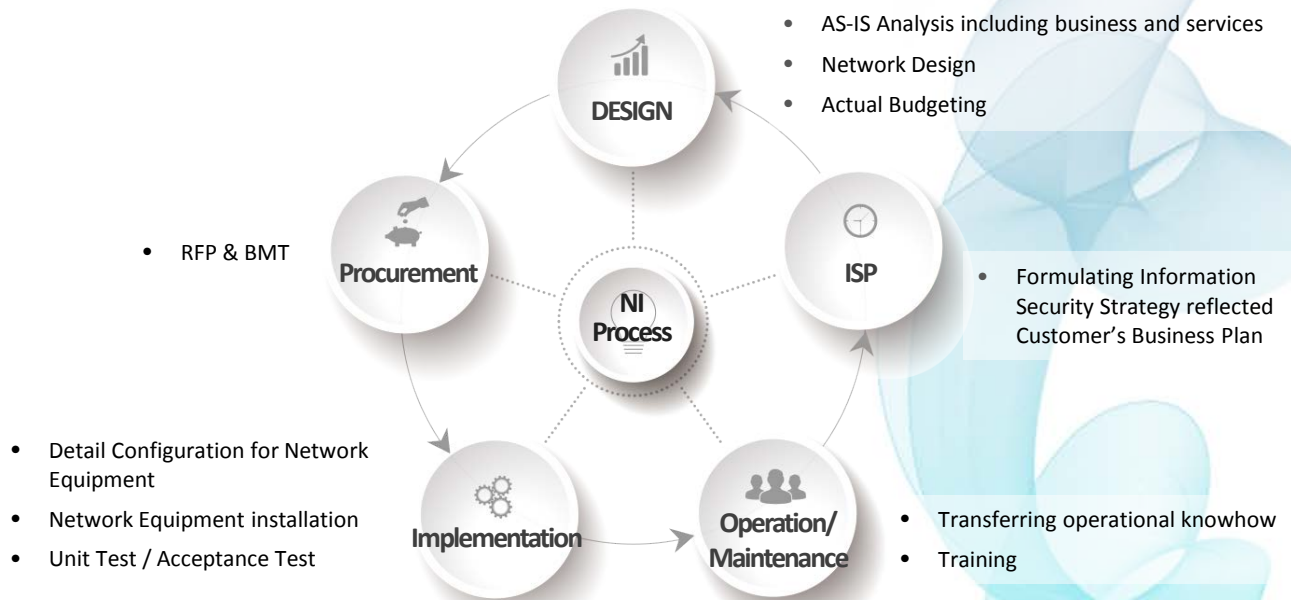 • AS-IS Analysis including business and services
• Network Design
• Actual Budgeting
DESIGN
• RFP & BMT
Procurement
ISP
• Formulating Information
Security Strategy reflected
Customer's Business Plan
NI
Process
• Detail Configuration for Network
Equipment
• Network Equipment installation
• Unit Test / Acceptance Test
Implementation
Operation/
Maintenance
• Transferring operational knowhow
• Training